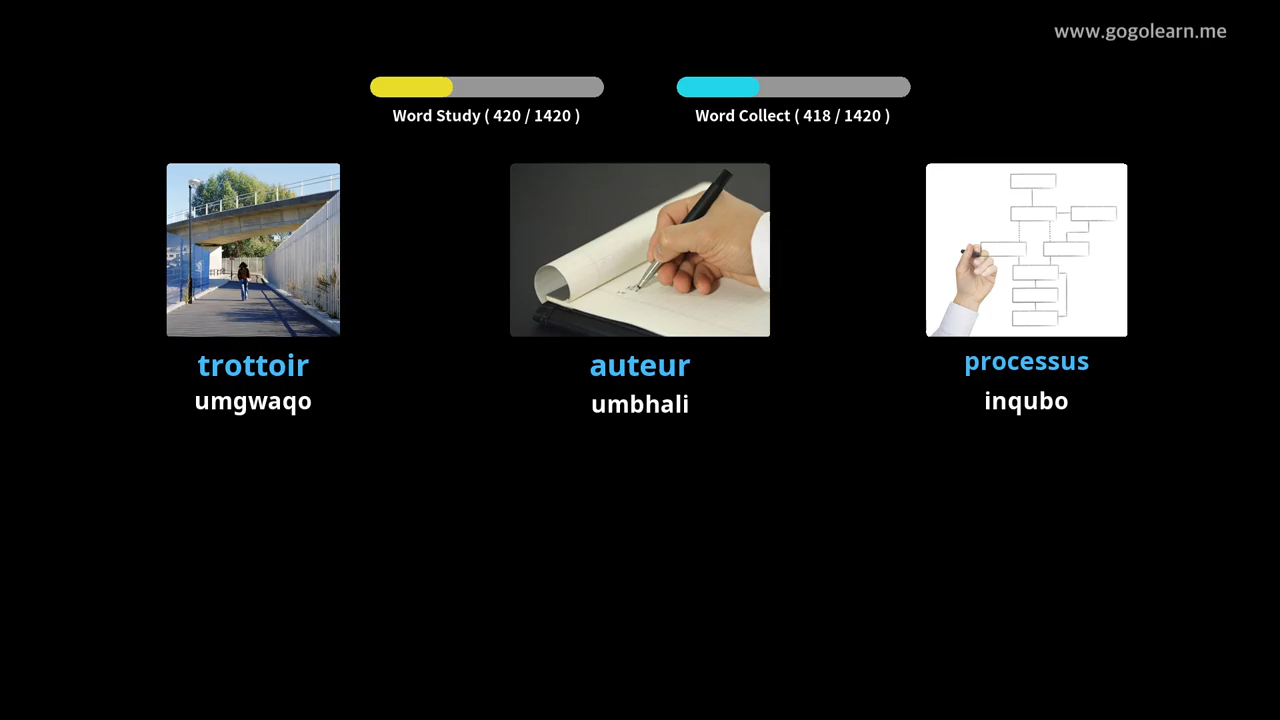 www.gogolearn.me
Word Study ( 420 / 1420 )
Word Collect ( 418 / 1420 )
trottoir
umgwaqo
auteur
umbhali
processus
inqubo